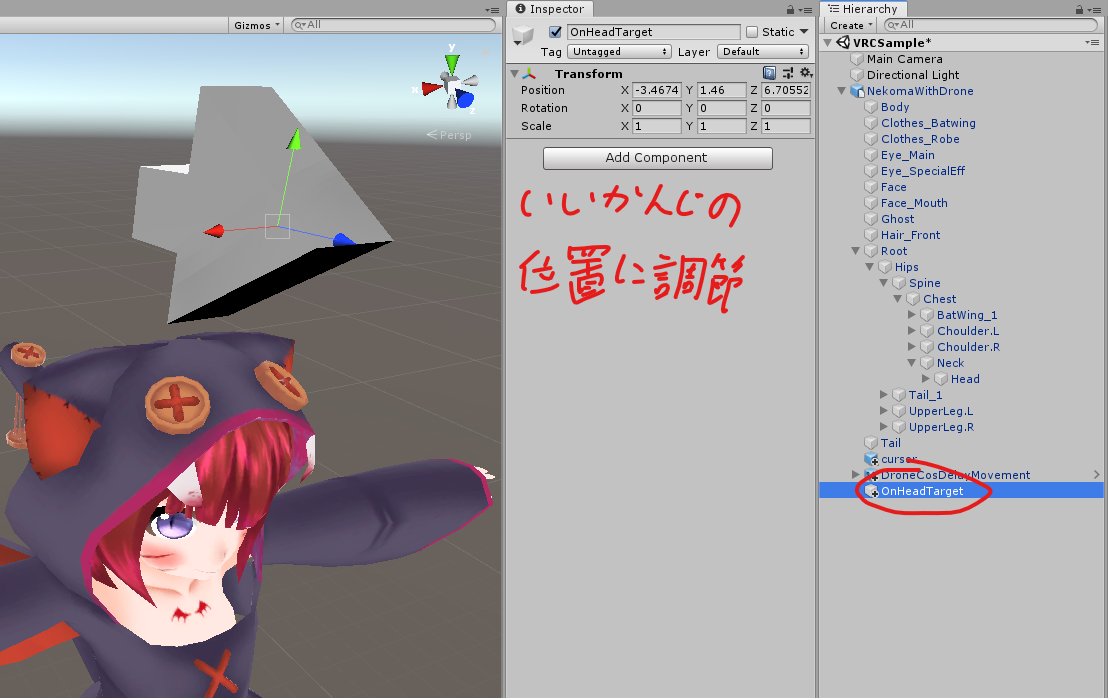 Gizmos
All
y
x
z
Persp
Inspector
OnHeadTarget
Static
Tag Untagged Layer Default
Transform
Position X -3.4674 Y 1.46 Z 6.70552
Rotation X 0 Y 0 Z 0
Scale X 1 Y 1 Z 1
Add Component
いいかんじの
位置に調節
Hierarchy
Create All
VRCSample*
Main Camera
Directional Light
NekomaWithDrone
Body
Clothes_Batwing
Clothes_Robe
Eye_Main
Eye_SpecialEff
Face
Face_Mouth
Ghost
Hair_Front
Root
Hips
Spine
Chest
BatWing_1
Choulder.L
Choulder.R
Neck
Head
Tail_1
UpperLeg.L
UpperLeg.R
Tail
cursor
DroneCosDelayMovement
OnHeadTarget